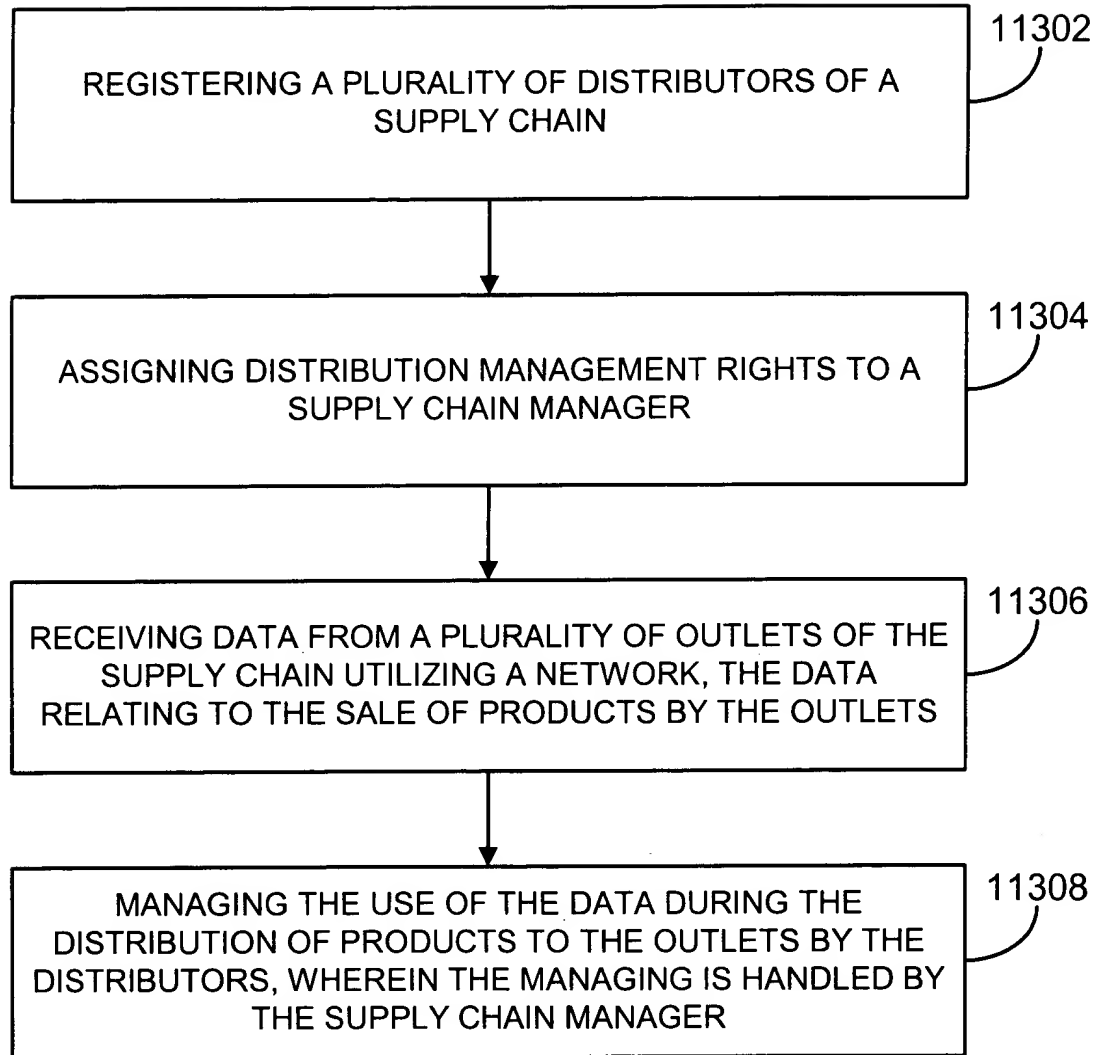 11302
REGISTERING A PLURALITY OF DISTRIBUTORS OF A
SUPPLY CHAIN
11304
ASSIGNING DISTRIBUTION MANAGEMENT RIGHTS TO A
SUPPLY CHAIN MANAGER
11306
RECEIVING DATA FROM A PLURALITY OF OUTLETS OF THE
SUPPLY CHAIN UTILIZING A NETWORK, THE DATA
RELATING TO THE SALE OF PRODUCTS BY THE OUTLETS
11308
MANAGING THE USE OF THE DATA DURING THE
DISTRIBUTION OF PRODUCTS TO THE OUTLETS BY THE
DISTRIBUTORS, WHEREIN THE MANAGING IS HANDLED BY
THE SUPPLY CHAIN MANAGER